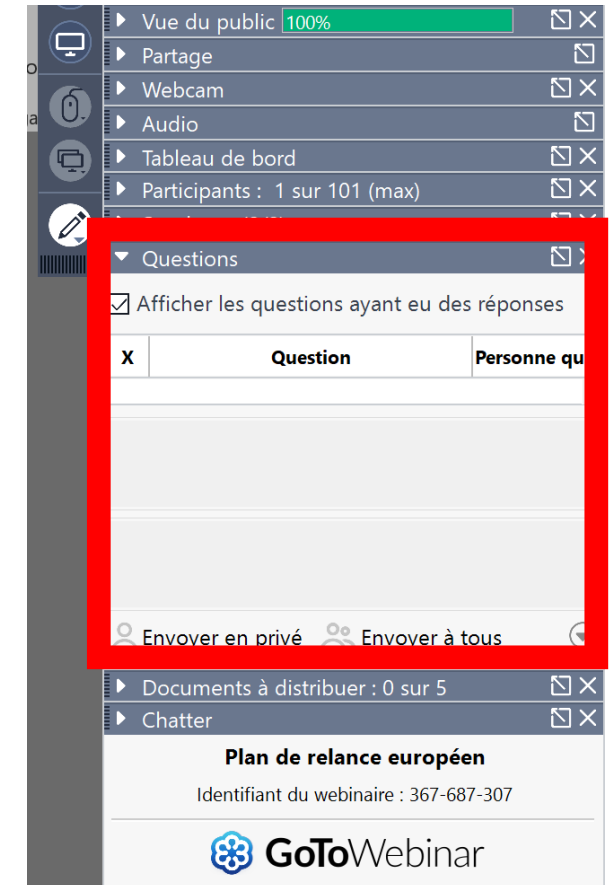 Vue du public 100%
Partage
Webcam
Audio
Tableau de bord
Participants : 1 sur 101 (max)
Questions
Afficher les questions ayant eu des réponses
X Question Personne qu
Envoyer en privé Envoyer à tous
Documents à distribuer : 0 sur 5
Chatter
Plan de relance européen
Identifiant du webinaire : 367-687-307
GoToWebinar